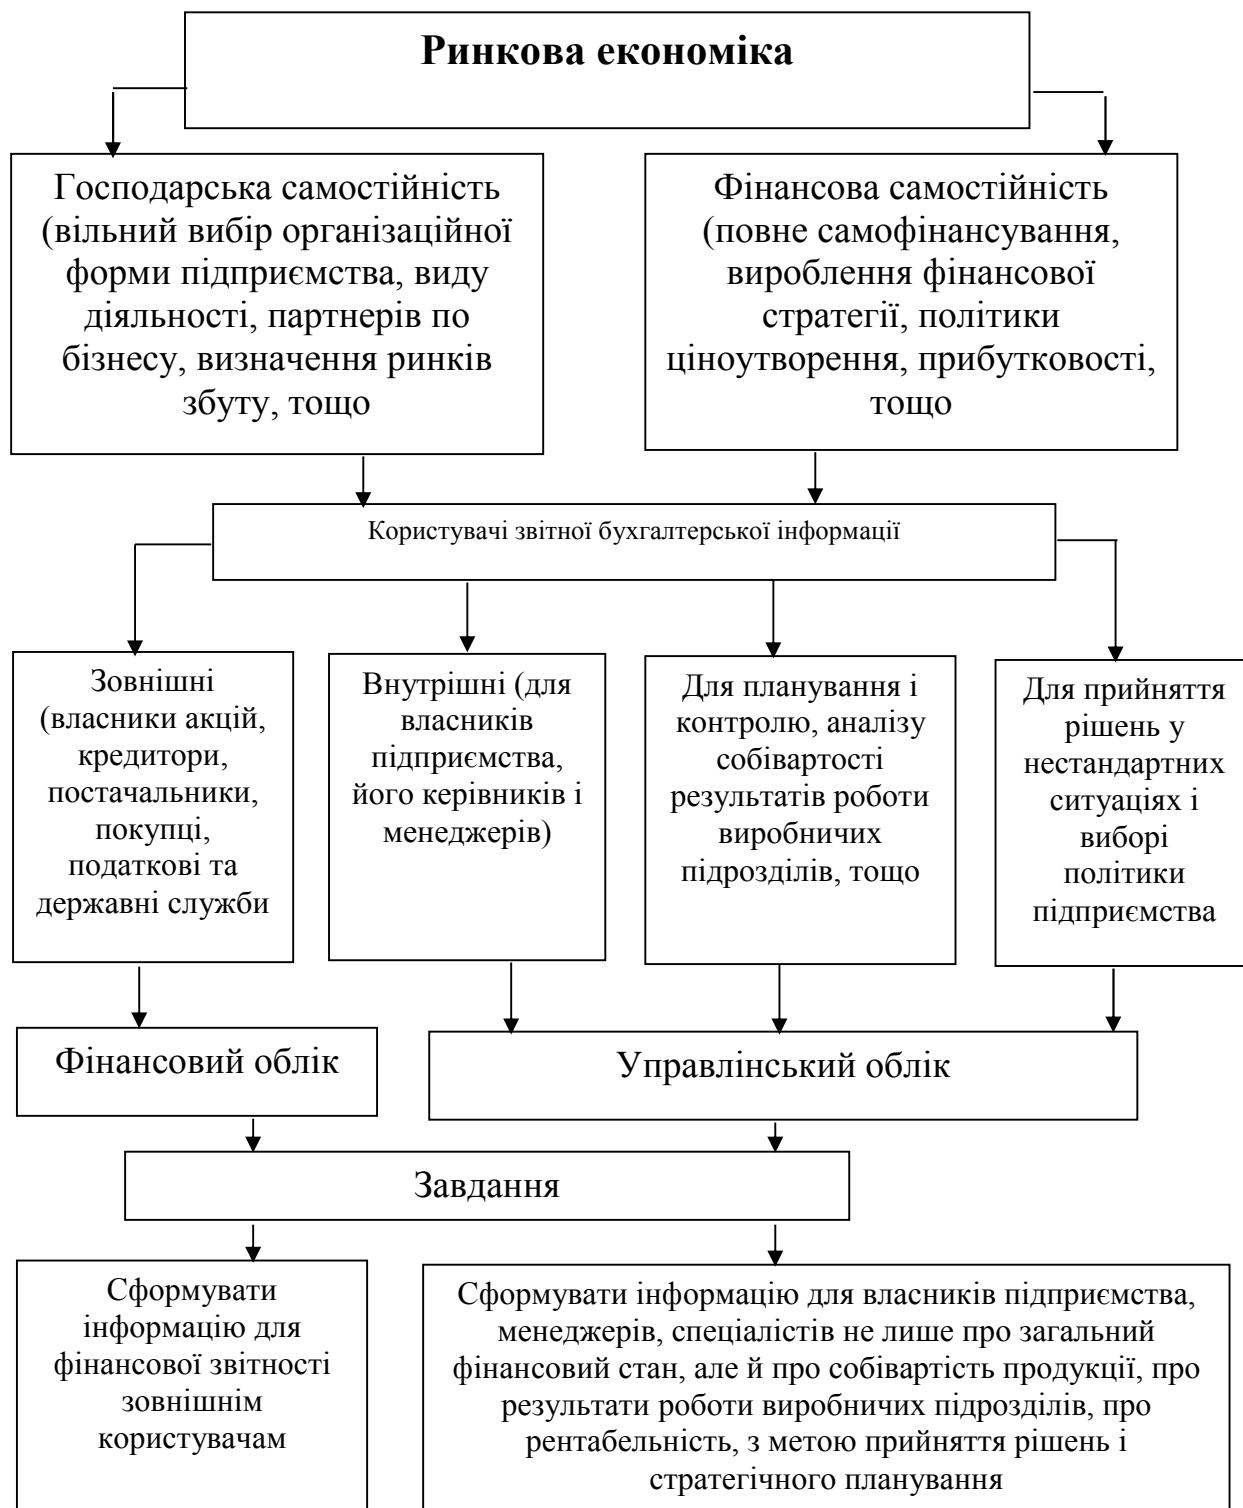 Ринкова економіка
Господарська самостійність
(вільний вибір організаційної
форми підприємства, виду
діяльності, партнерів по
бізнесу, визначення ринків
збуту, тощо
Фінансова самостійність
(повне самофінансування,
вироблення фінансової
стратегії, політики
ціноутворення, прибутковості,
тощо
Користувачі звітної бухгалтерської інформації
Зовнішні
(власники акцій,
кредитори,
постачальники,
покупці,
податкові та
державні служби
Внутрішні (для
власників
підприємства,
його керівників і
менеджерів)
Для планування і
контролю, аналізу
собівартості
результатів роботи
виробничих
підрозділів, тощо
Для прийняття
рішень у
нестандартних
ситуаціях і
виборі
політики
підприємства
Фінансовий облік
Управлінський облік
Завдання
Сформувати
інформацію для
фінансової звітності
зовнішнім
користувачам
Сформувати інформацію для власників підприємства,
менеджерів, спеціалістів не лише про загальний
фінансовий стан, але й про собівартість продукції, про
результати роботи виробничих підрозділів, про
рентабельність, з метою прийняття рішень і
стратегічного планування